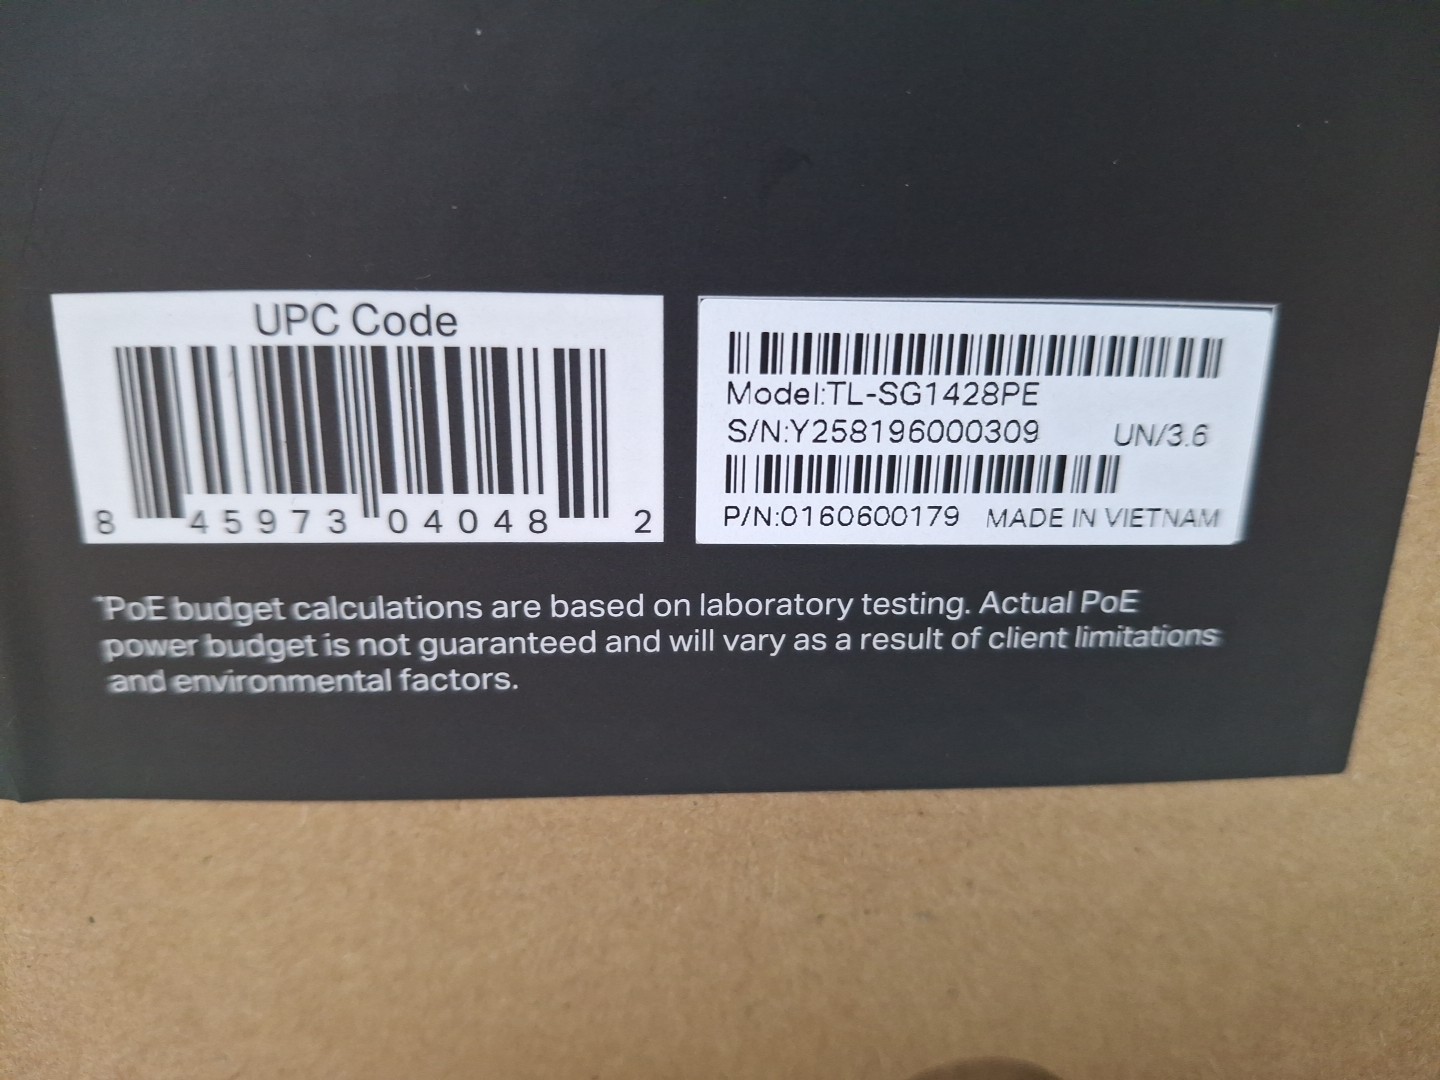 UPC Code
8 45973 04048 2
Model:TL-SG1428PE
S/N:Y258196000309 UN/3.6
P/N:0160600179 MADE IN VIETNAM
*PoE budget calculations are based on laboratory testing. Actual PoE
power budget is not guaranteed and will vary as a result of client limitations
and environmental factors.